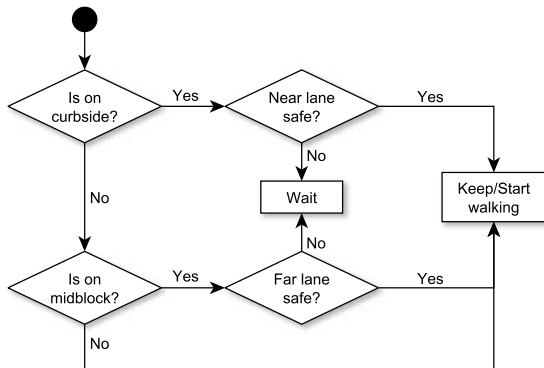 Is on
curbside?
Yes
Near lane
safe?
Yes
No
No
Wait
Keep/Start
walking
No
Is on
midblock?
Yes
Far lane
safe?
Yes
No